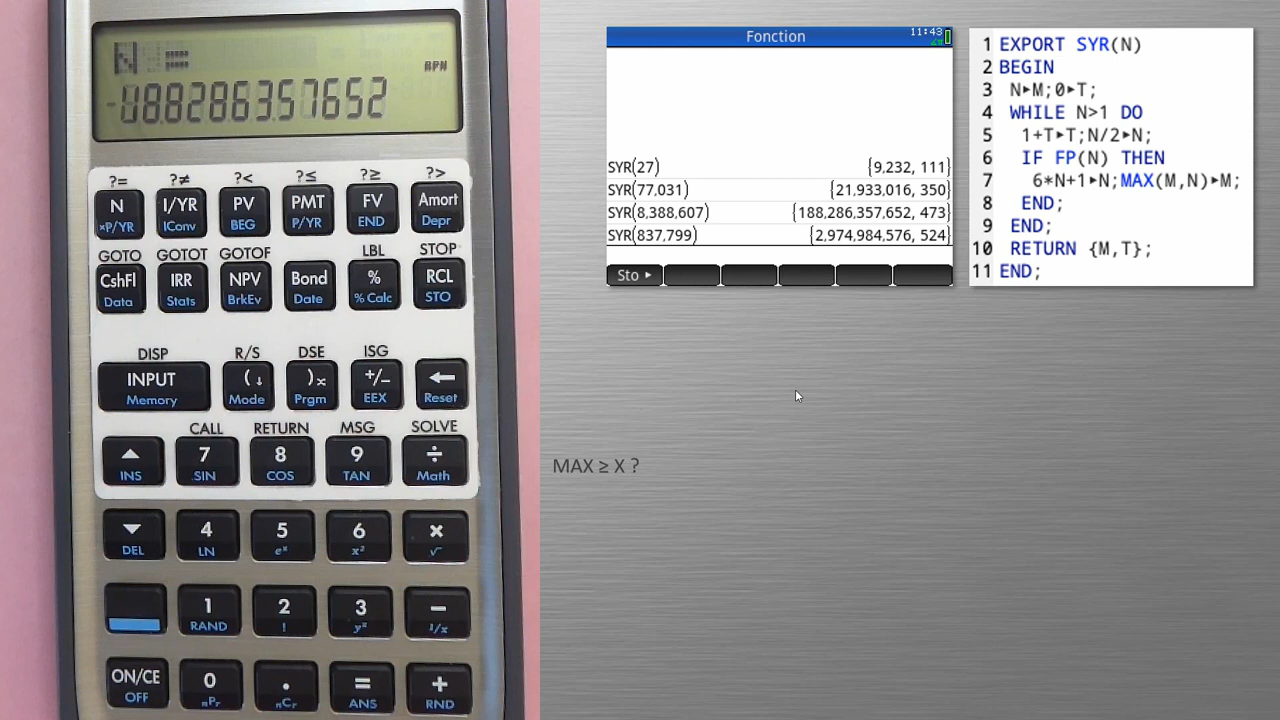 N =
RPN
?= ?≠ ?< ?≤ ?≥ ?>
N I/YR PV PMT FV Amort
×P/YR IConv BEG P/YR END Depr
GOTO GOTOT GOTOF LBL STOP
CshFl IRR NPV Bond % RCL
Data Stats BrkEv Date % Calc STO
DISP R/S DSE ISG
INPUT (↓ )x +/– ←
Memory Mode Prgm EEX Reset
CALL RETURN MSG SOLVE
▲ 7 8 9 ÷
INS SIN COS TAN Math
▼ 4 5 6 ×
DEL LN eˣ x² √
1 2 3 −
RAND ! yˣ 1/x
ON/CE 0 . = +
OFF nPr nCr ANS RND
Fonction 11:43
SYR(27) {9,232, 111}
SYR(77.031) {21,933,016, 350}
SYR(8,388,607) {188,286,357,652, 473}
SYR(837,799) {2,974,984,576, 524}
Sto ▸
1 EXPORT SYR(N)
2 BEGIN
3 N▸M;0▸T;
4 WHILE N>1 DO
5 1+T▸T;N/2▸N;
6 IF FP(N) THEN
7 6*N+1▸N;MAX(M,N)▸M;
8 END;
9 END;
10 RETURN {M,T};
11 END;
MAX ≥ X ?